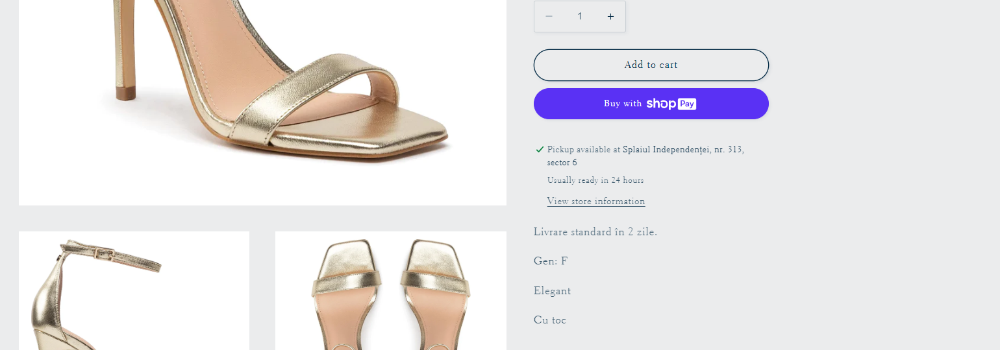 1
Add to cart
Buy with shop Pay
Pickup available at Splaiul Independenței, nr. 313,
sector 6
Usually ready in 24 hours
View store information
Livrare standard în 2 zile.
Gen: F
Elegant
Cu toc